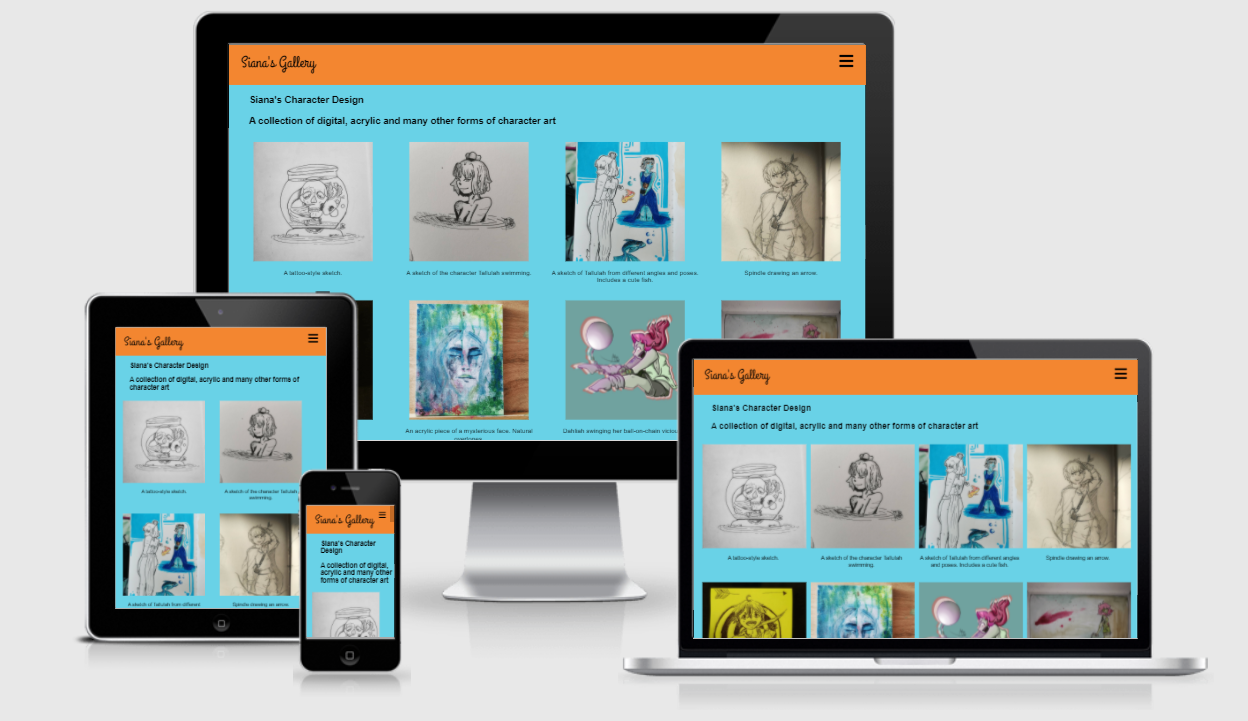 Siana's Gallery
Siana's Character Design
A collection of digital, acrylic and many other forms of character art
A tattoo-style sketch.
A sketch of the character Tallulah swimming.
A sketch of Tallulah from different angles and poses.
Includes a cute fish.
Spindle drawing an arrow.
An acrylic piece of a mysterious face. Natural
overtones.
Dahliah swinging her ball-on-chain
Siana's Gallery
Siana's Character Design
A collection of digital, acrylic and many other forms of
character art
A tattoo-style sketch.
A sketch of the character Tallulah
swimming.
A sketch of Tallulah from different
Spindle drawing an arrow.
Siana's Gallery
Siana's Character
Design
A collection of digital,
acrylic and many other
forms of character art
Siana's Gallery
Siana's Character Design
A collection of digital, acrylic and many other forms of character art
A tattoo-style sketch.
A sketch of the character Tallulah
swimming.
A sketch of Tallulah from different angles
and poses. Includes a cute fish.
Spindle drawing an arrow.